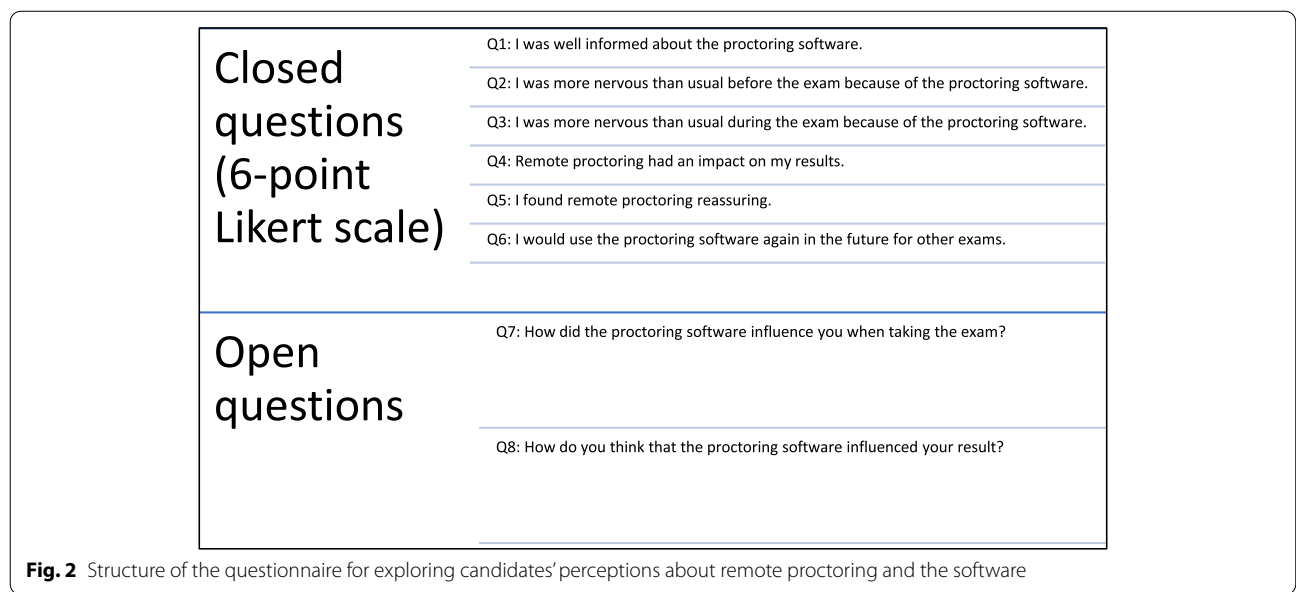 Closed
questions
(6-point
Likert scale)
Q1: I was well informed about the proctoring software.
Q2: I was more nervous than usual before the exam because of the proctoring software.
Q3: I was more nervous than usual during the exam because of the proctoring software.
Q4: Remote proctoring had an impact on my results.
Q5: I found remote proctoring reassuring.
Q6: I would use the proctoring software again in the future for other exams.
Open
questions
Q7: How did the proctoring software influence you when taking the exam?
Q8: How do you think that the proctoring software influenced your result?
Fig. 2 Structure of the questionnaire for exploring candidates’ perceptions about remote proctoring and the software